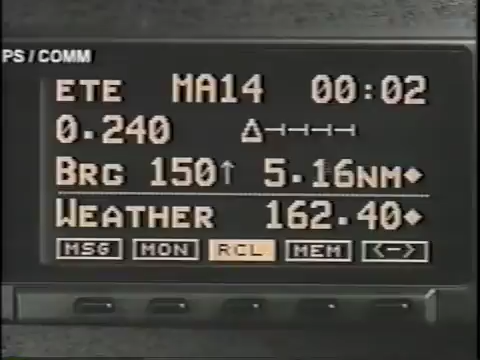 PS/COMM
ETE MA14 00:02
0.240
BRG 150↑ 5.16NM◆
WEATHER 162.40◆
MSG MON RCL MEM <->